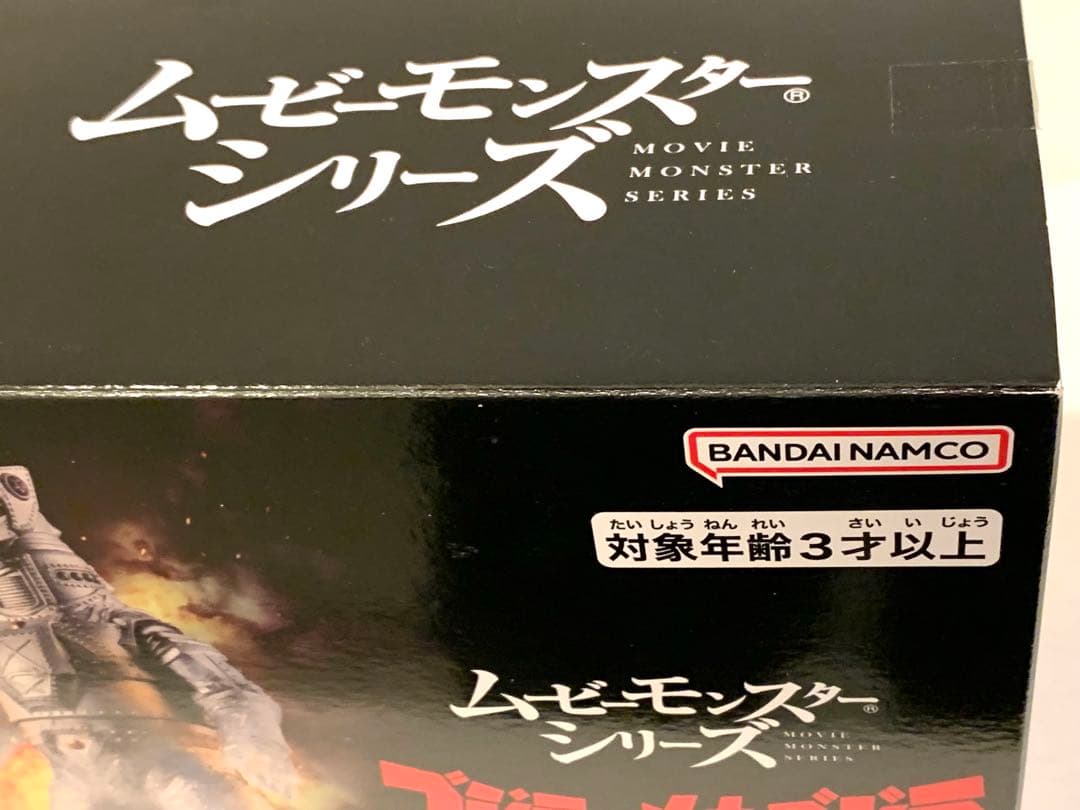 ムービーモンスター®
シリーズ
MOVIE
MONSTER
SERIES
BANDAI NAMCO
たいしょうねんれい さいいじょう
対象年齢3才以上
ムービーモンスター®
シリーズ
MOVIE
MONSTER
SERIES